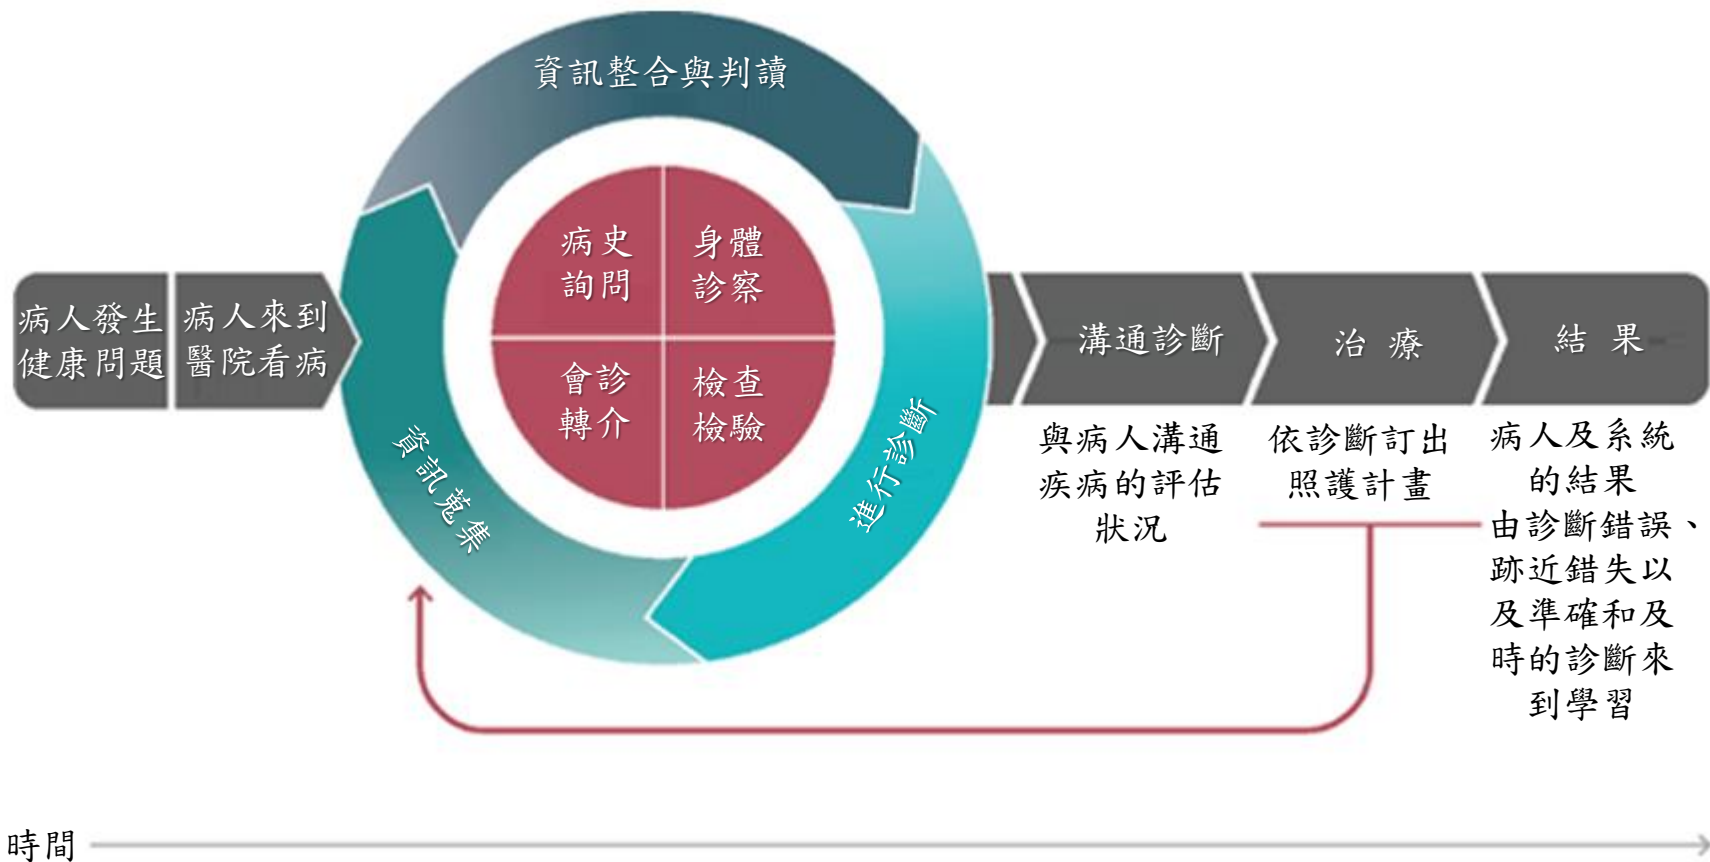 資訊整合與判讀
病史
詢問
身體
診察
會診
轉介
檢查
檢驗
資訊蒐集
進行診斷
病人發生
健康問題
病人來到
醫院看病
溝通診斷
治療
結果
與病人溝通
疾病的評估
狀況
依診斷訂出
照護計畫
病人及系統
的結果
由診斷錯誤、
跡近錯失以
及準確和及
時的診斷來
到學習
時間